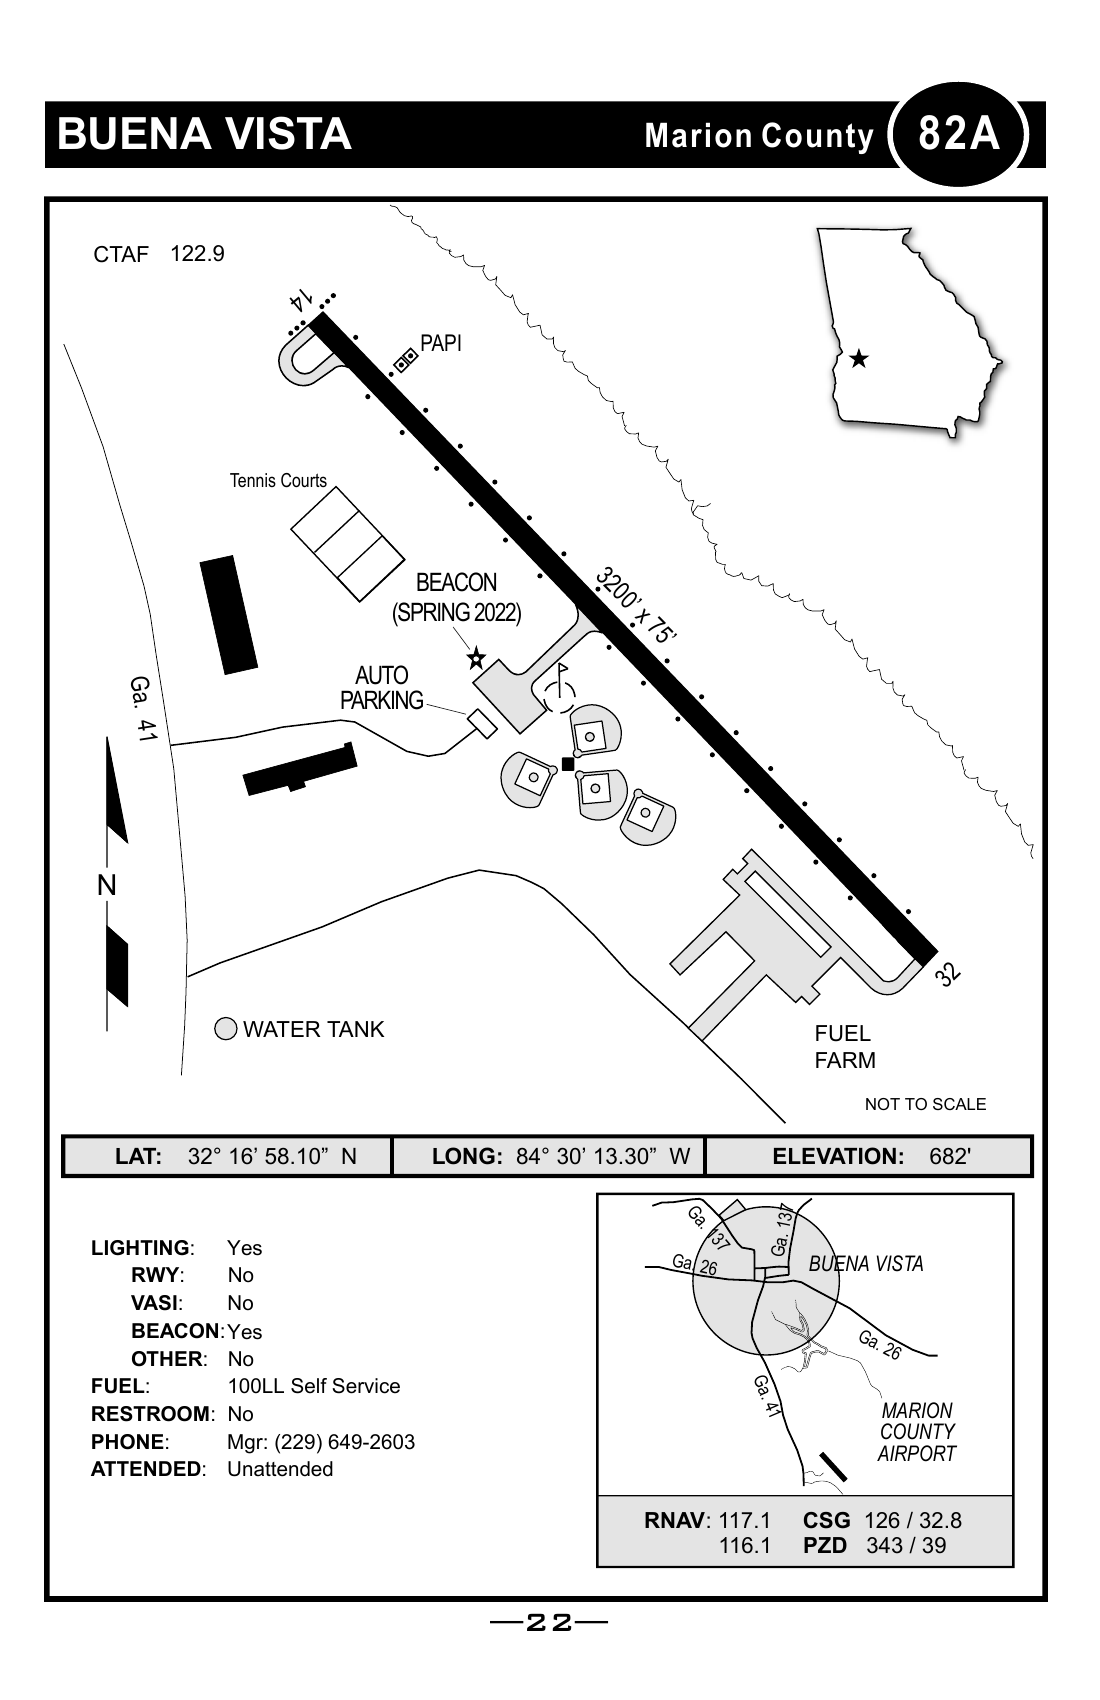 BUENA VISTA
Marion County
82A
CTAF 122.9
14
PAPI
Tennis Courts
3200’ x 75’
BEACON
(SPRING 2022)
AUTO
PARKING
Ga. 41
N
32
WATER TANK
FUEL
FARM
NOT TO SCALE
LAT: 32° 16’ 58.10” N
LONG: 84° 30’ 13.30” W
ELEVATION: 682'
LIGHTING: Yes
RWY: No
VASI: No
BEACON: Yes
OTHER: No
FUEL: 100LL Self Service
RESTROOM: No
PHONE: Mgr: (229) 649-2603
ATTENDED: Unattended
Ga. 137
Ga. 137
Ga. 26
BUENA VISTA
Ga. 26
Ga. 41
MARION
COUNTY
AIRPORT
RNAV: 117.1 CSG 126 / 32.8
116.1 PZD 343 / 39
—22—